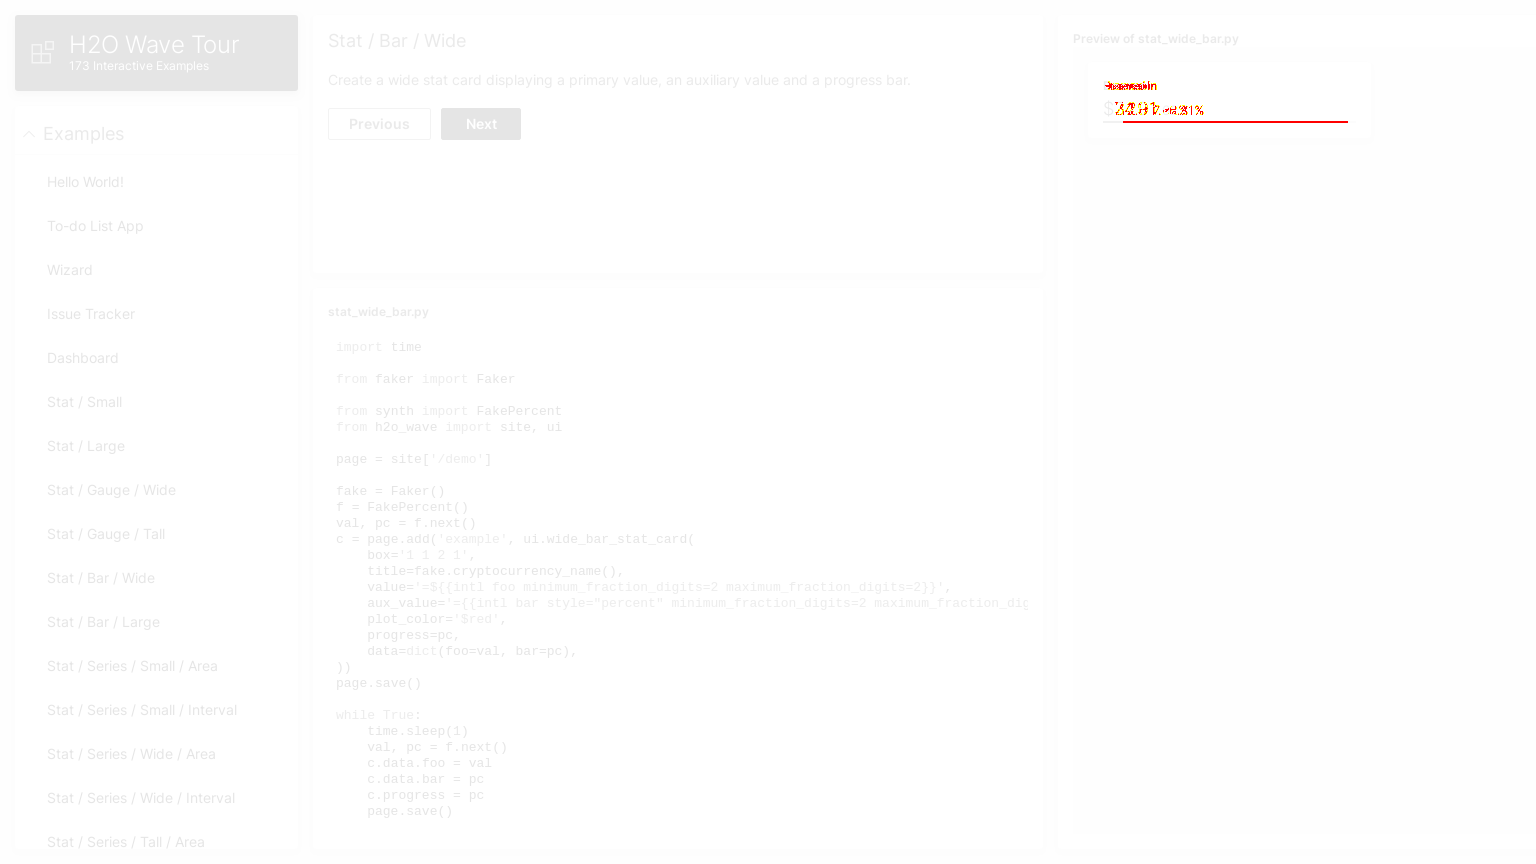 H2O Wave Tour
173 Interactive Examples
Examples
Hello World!
To-do List App
Wizard
Issue Tracker
Dashboard
Stat / Small
Stat / Large
Stat / Gauge / Wide
Stat / Gauge / Tall
Stat / Bar / Wide
Stat / Bar / Large
Stat / Series / Small / Area
Stat / Series / Small / Interval
Stat / Series / Wide / Area
Stat / Series / Wide / Interval
Stat / Series / Tall / Area
Stat / Bar / Wide
Create a wide stat card displaying a primary value, an auxiliary value and a progress bar.
Previous
Next
stat_wide_bar.py
import time
from faker import Faker
from synth import FakePercent
from h2o_wave import site, ui
page = site['/demo']
fake = Faker()
f = FakePercent()
val, pc = f.next()
c = page.add('example', ui.wide_bar_stat_card(
    box='1 1 2 1',
    title=fake.cryptocurrency_name(),
    value='=${{intl foo minimum_fraction_digits=2 maximum_fraction_digits=2}}',
    aux_value='={{intl bar style="percent" minimum_fraction_digits=2 maximum_fraction_dig
    plot_color='$red',
    progress=pc,
    data=dict(foo=val, bar=pc),
))
page.save()
while True:
    time.sleep(1)
    val, pc = f.next()
    c.data.foo = val
    c.data.bar = pc
    c.progress = pc
    page.save()
Preview of stat_wide_bar.py